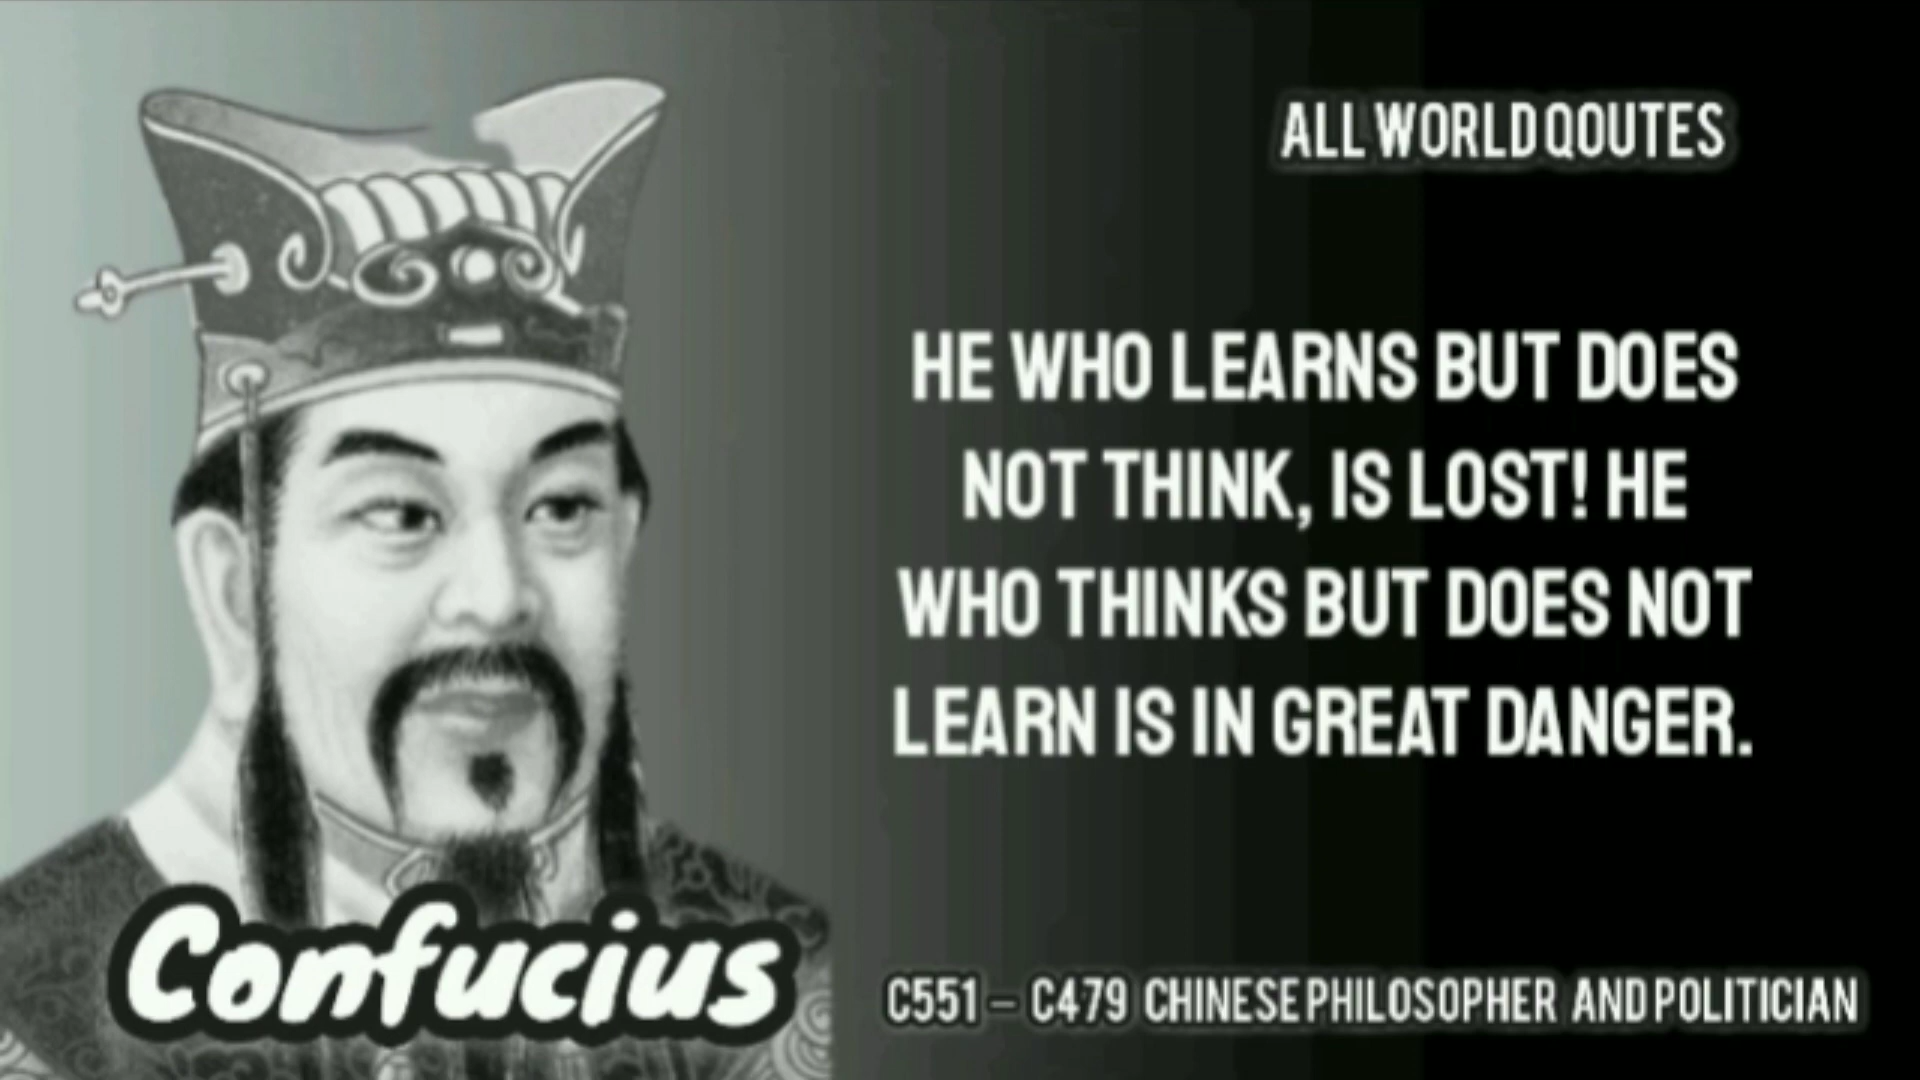 ALL WORLD QOUTES
HE WHO LEARNS BUT DOES
NOT THINK, IS LOST! HE
WHO THINKS BUT DOES NOT
LEARN IS IN GREAT DANGER.
Confucius
C551 – C479 CHINESE PHILOSOPHER AND POLITICIAN